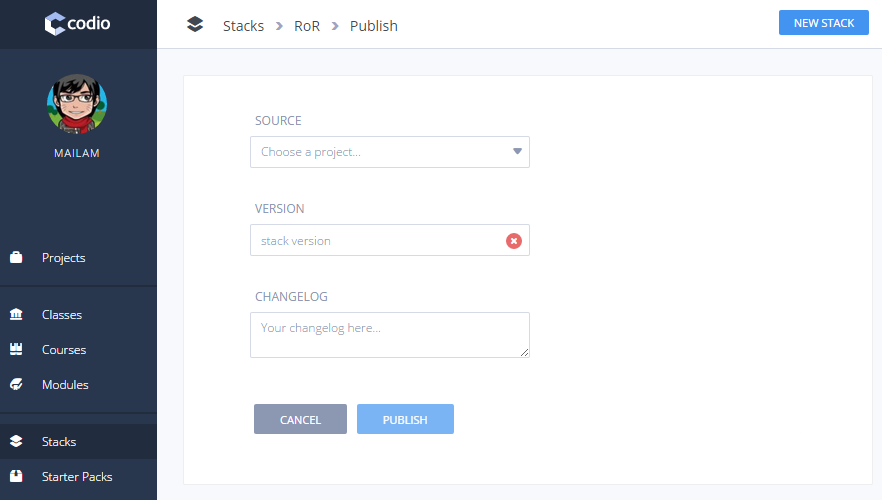 codio
Stacks > RoR > Publish
NEW STACK
MAILAM
Projects
Classes
Courses
Modules
Stacks
Starter Packs
SOURCE
Choose a project...
VERSION
stack version
CHANGELOG
Your changelog here...
CANCEL
PUBLISH